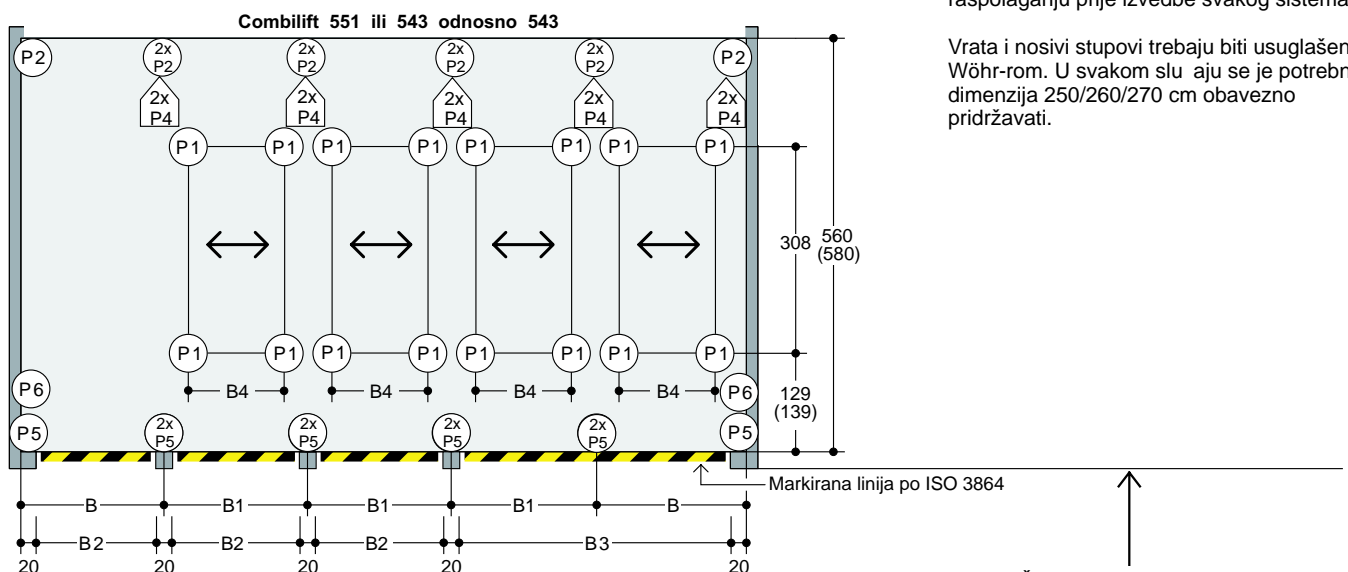 raspolaganju prije izvedbe svakog sistema
Combilift 551 ili 543 odnosno 543
Vrata i nosivi stupovi trebaju biti usuglašen
Wöhr-rom. U svakom slu aju se je potrebn
dimenzija 250/260/270 cm obavezno
pridržavati.
P2 2x P2 2x P2 2x P2 2x P2 P2
2x P4 2x P4 2x P4 2x P4 2x P4
P1 P1 P1 P1 P1 P1 P1 P1
308 560
(580)
P1 P1 P1 P1 P1 P1 P1 P1
B4 B4 B4 B4
P6 P6
129
(139)
P5 2x P5 2x P5 2x P5 2x P5 P5
Markirana linija po ISO 3864
B B1 B1 B1 B
B2 B2 B2 B3
20 20 20 20 20